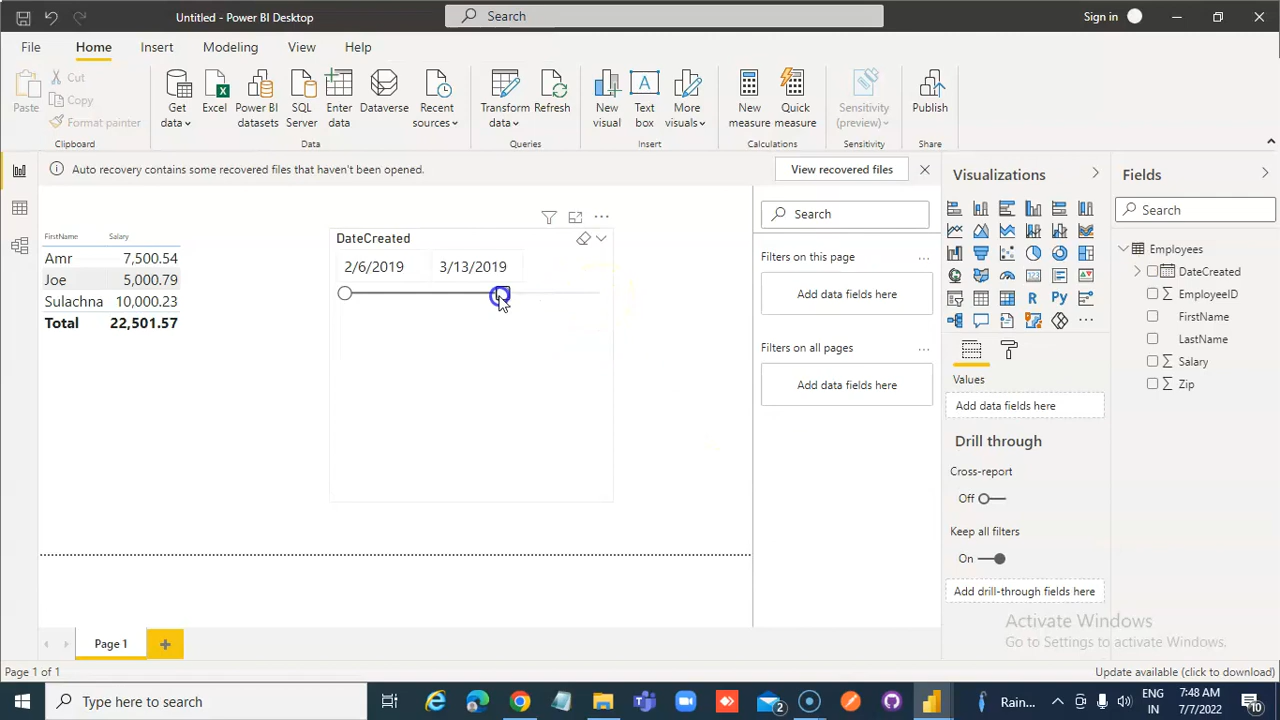 Untitled - Power BI Desktop
Search
Sign in
File
Home
Insert
Modeling
View
Help
Paste
Cut
Copy
Format painter
Get data
Excel
Power BI datasets
SQL Server
Enter data
Dataverse
Recent sources
Transform data
Refresh
New visual
Text box
More visuals
New measure
Quick measure
Sensitivity (preview)
Publish
Clipboard
Data
Queries
Insert
Calculations
Sensitivity
Share
Auto recovery contains some recovered files that haven't been opened.
View recovered files
FirstName Salary
Amr 7,500.54
Joe 5,000.79
Sulachna 10,000.23
Total 22,501.57
DateCreated
2/6/2019 3/13/2019
Search
Filters on this page
Add data fields here
Filters on all pages
Add data fields here
Visualizations
Values
Add data fields here
Drill through
Cross-report
Off
Keep all filters
On
Add drill-through fields here
Fields
Search
Employees
DateCreated
EmployeeID
FirstName
LastName
Salary
Zip
Activate Windows
Go to Settings to activate Windows.
Page 1
Page 1 of 1
Update available (click to download)
Type here to search
2
Rain...
ENG
IN
7:48 AM
7/7/2022
10